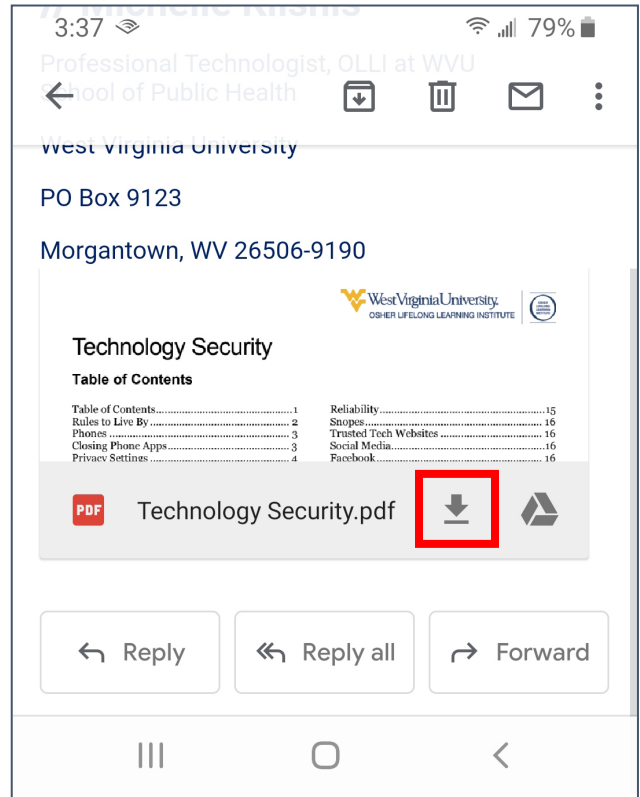 // Michelle Klishis
3:37
79%
Professional Technologist, OLLI at WVU
School of Public Health
West Virginia University
PO Box 9123
Morgantown, WV 26506-9190
WestVirginiaUniversity.
OSHER LIFELONG LEARNING INSTITUTE
Technology Security
Table of Contents
Table of Contents 1
Rules to Live By 2
Phones 3
Closing Phone Apps 3
Privacy Settings 4
Reliability 15
Snopes 16
Trusted Tech Websites 16
Social Media 16
Facebook 16
PDF
Technology Security.pdf
Reply
Reply all
Forward